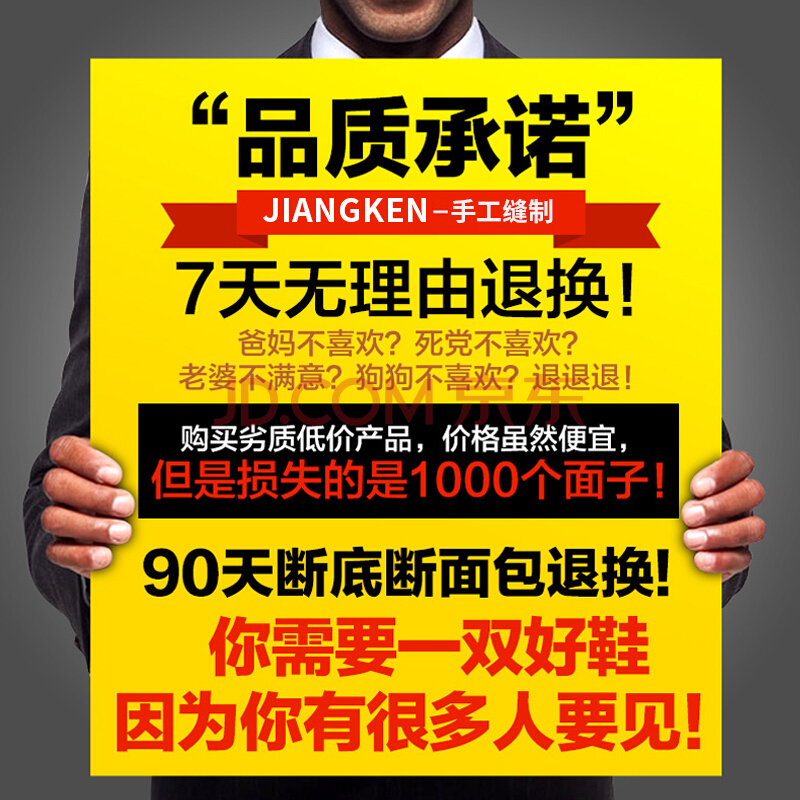 “品质承诺”
JIANGKEN-手工缝制
7天无理由退换！
爸妈不喜欢？死党不喜欢？
老婆不满意？狗狗不喜欢？退退退！
JD.COM 京东
购买劣质低价产品，价格虽然便宜，
但是损失的是1000个面子！
90天断底断面包退换！
你需要一双好鞋
因为你有很多人要见！